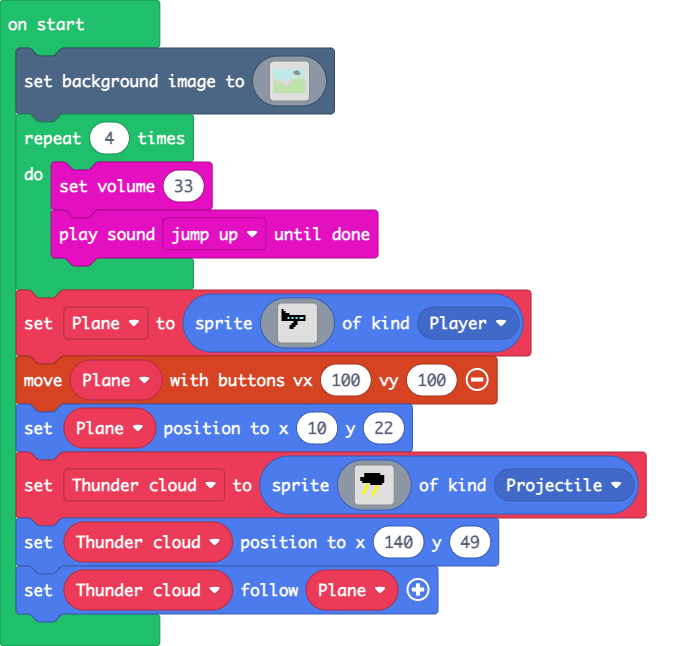 on start
set background image to
repeat 4 times
do
set volume 33
play sound jump up until done
set Plane to sprite of kind Player
move Plane with buttons vx 100 vy 100
set Plane position to x 10 y 22
set Thunder cloud to sprite of kind Projectile
set Thunder cloud position to x 140 y 49
set Thunder cloud follow Plane